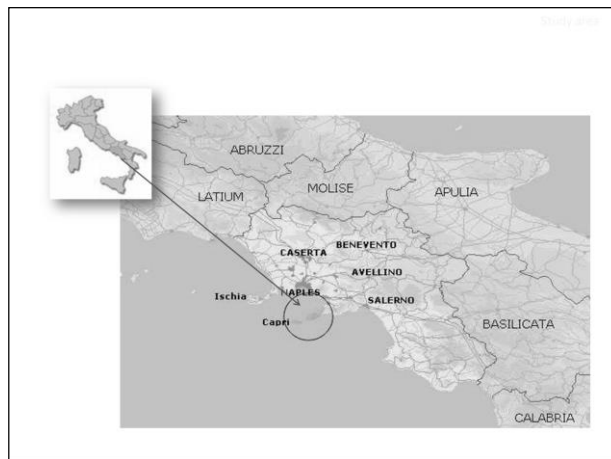 Study area
ABRUZZI
LATIUM
MOLISE
APULIA
CASERTA
BENEVENTO
AVELLINO
NAPLES
Ischia
SALERNO
Capri
BASILICATA
CALABRIA